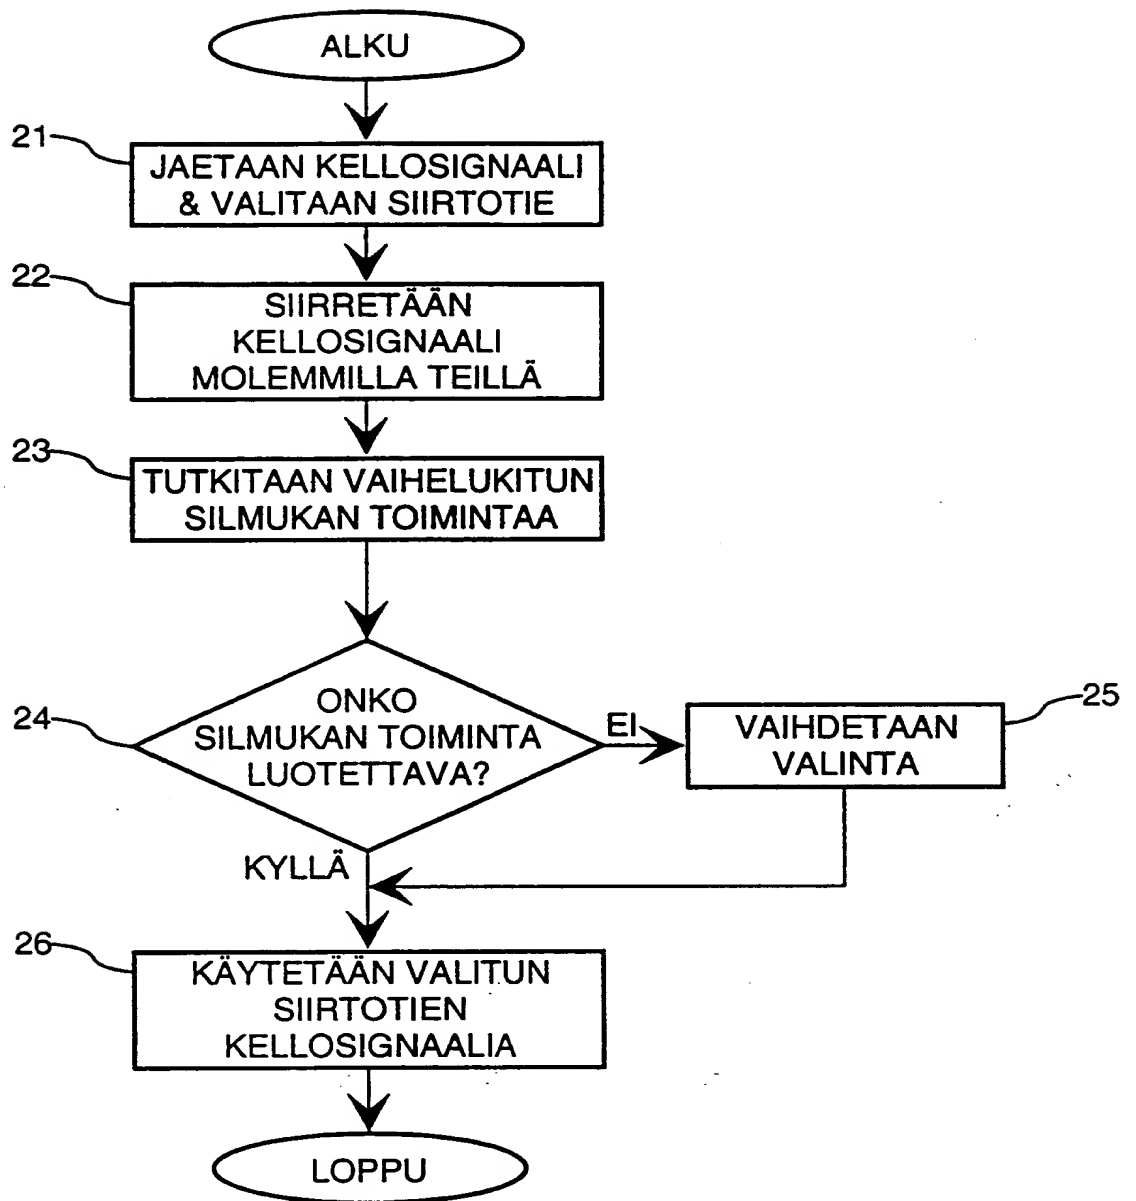 ALKU
21
JAETAAN KELLOSIGNAALI
& VALITAAN SIIRTOTIE
22
SIIRRETÄÄN
KELLOSIGNAALI
MOLEMMILLA TEILLÄ
23
TUTKITAAN VAIHELUKITUN
SILMUKAN TOIMINTAA
24
ONKO
SILMUKAN TOIMINTA
LUOTETTAVA?
EI
25
VAIHDETAAN
VALINTA
KYLLÄ
26
KÄYTETÄÄN VALITUN
SIIRTOTIEN
KELLOSIGNAALIA
LOPPU